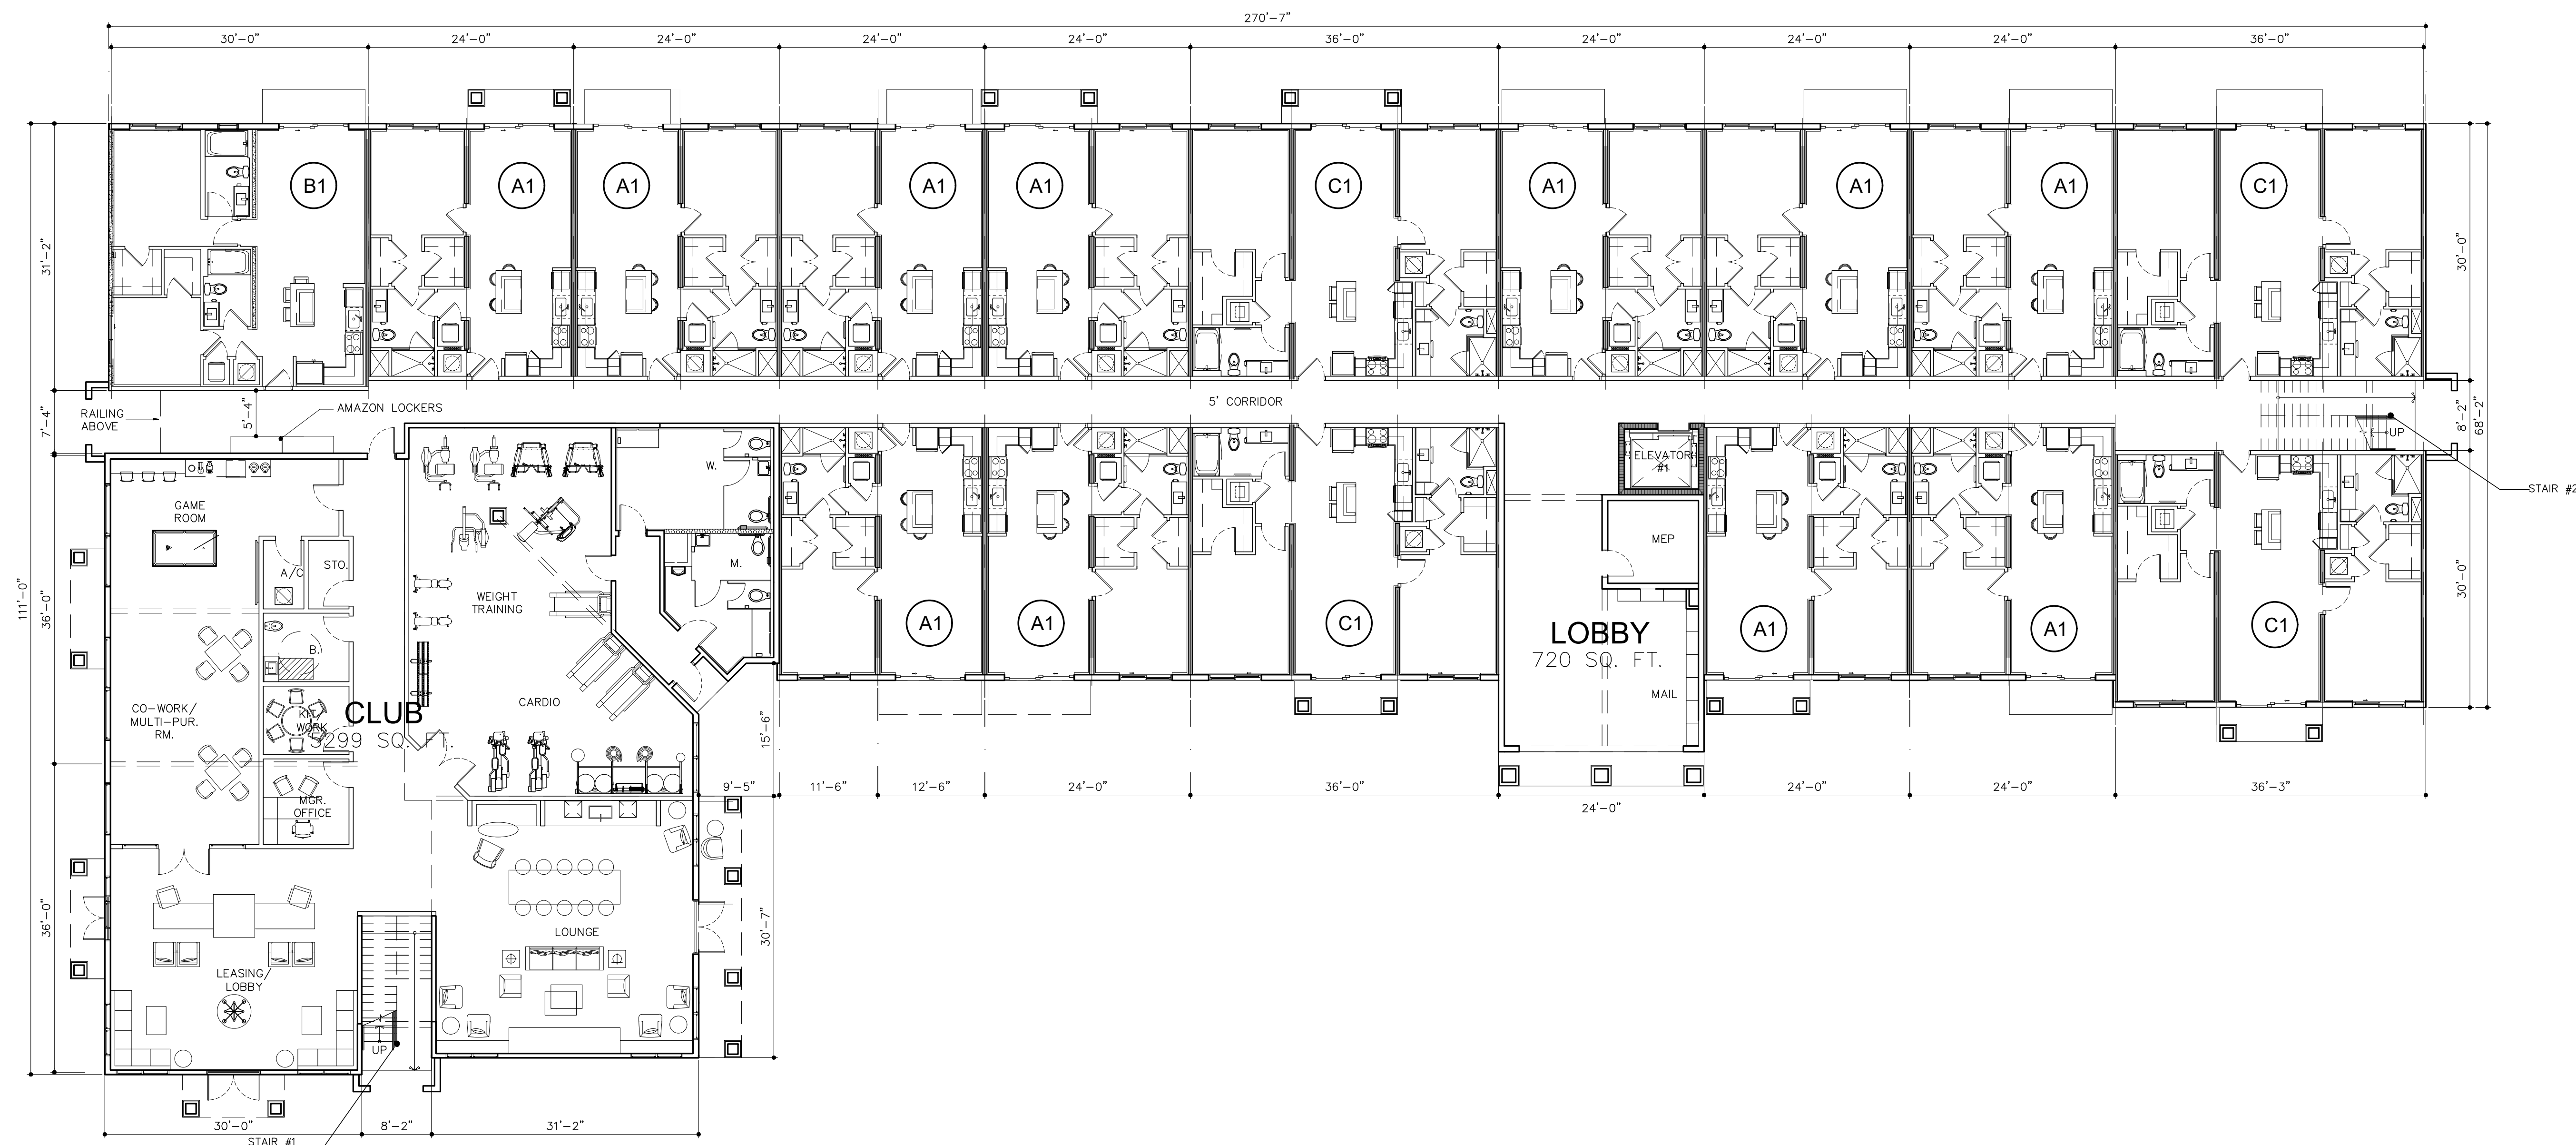 270'-7"
30'-0" 24'-0" 24'-0" 24'-0" 24'-0" 36'-0" 24'-0" 24'-0" 24'-0" 36'-0"
B1 A1 A1 A1 A1 C1 A1 A1 A1 C1
31'-2"
30'-0"
RAILING
ABOVE
7'-4"
5'-4"
AMAZON LOCKERS
5' CORRIDOR
8'-2"
68'-2"
UP
STAIR #2
GAME
ROOM
W.
ELEVATOR
#1
A/C
STO.
M.
MEP
WEIGHT
TRAINING
111'-0"
36'-0"
30'-0"
A1 A1 C1
LOBBY
720 SQ. FT.
A1 A1 C1
B.
MAIL
CO-WORK/
MULTI-PUR.
RM.
KIT/
WORK
CLUB
5299 SQ. FT.
CARDIO
15'-6"
9'-5" 11'-6" 12'-6" 24'-0" 36'-0" 24'-0" 24'-0" 24'-0" 36'-3"
MGR.
OFFICE
36'-0"
30'-7"
LOUNGE
LEASING/
LOBBY
UP
30'-0" 8'-2" 31'-2"
STAIR #1